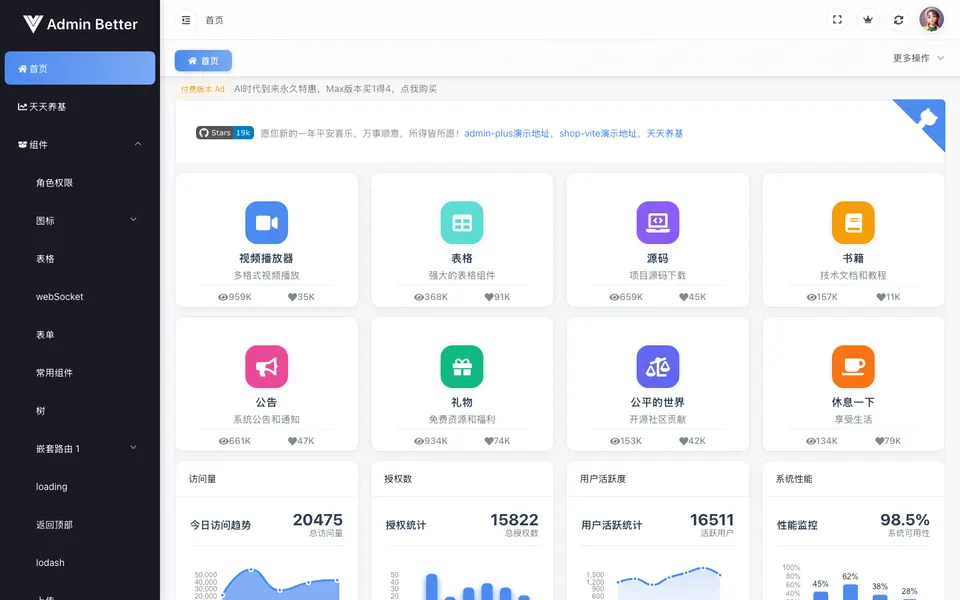 Admin Better
首页
天天养基
组件
角色权限
图标
表格
webSocket
表单
常用组件
树
嵌套路由 1
loading
返回顶部
lodash
上传
首页
首页
更多操作
付费版本 Ad AI时代到来永久特惠，Max版本买1得4，点我购买
Stars 19k 愿您新的一年平安喜乐，万事顺意，所得皆所愿！admin-plus演示地址，shop-vite演示地址，天天养基
视频播放器
多格式视频播放
959K 35K
表格
强大的表格组件
368K 91K
源码
项目源码下载
659K 45K
书籍
技术文档和教程
157K 11K
公告
系统公告和通知
661K 47K
礼物
免费资源和福利
934K 74K
公平的世界
开源社区贡献
153K 42K
休息一下
享受生活
134K 79K
访问量
今日访问趋势 20475
总访问量
50,000
40,000
30,000
20,000
授权数
授权统计 15822
总授权数
50
40
30
20
用户活跃度
用户活跃统计 16511
活跃用户
1,500
1,200
900
600
系统性能
性能监控 98.5%
系统可用性
100%
80%
60%
40%
45% 62% 38% 28%